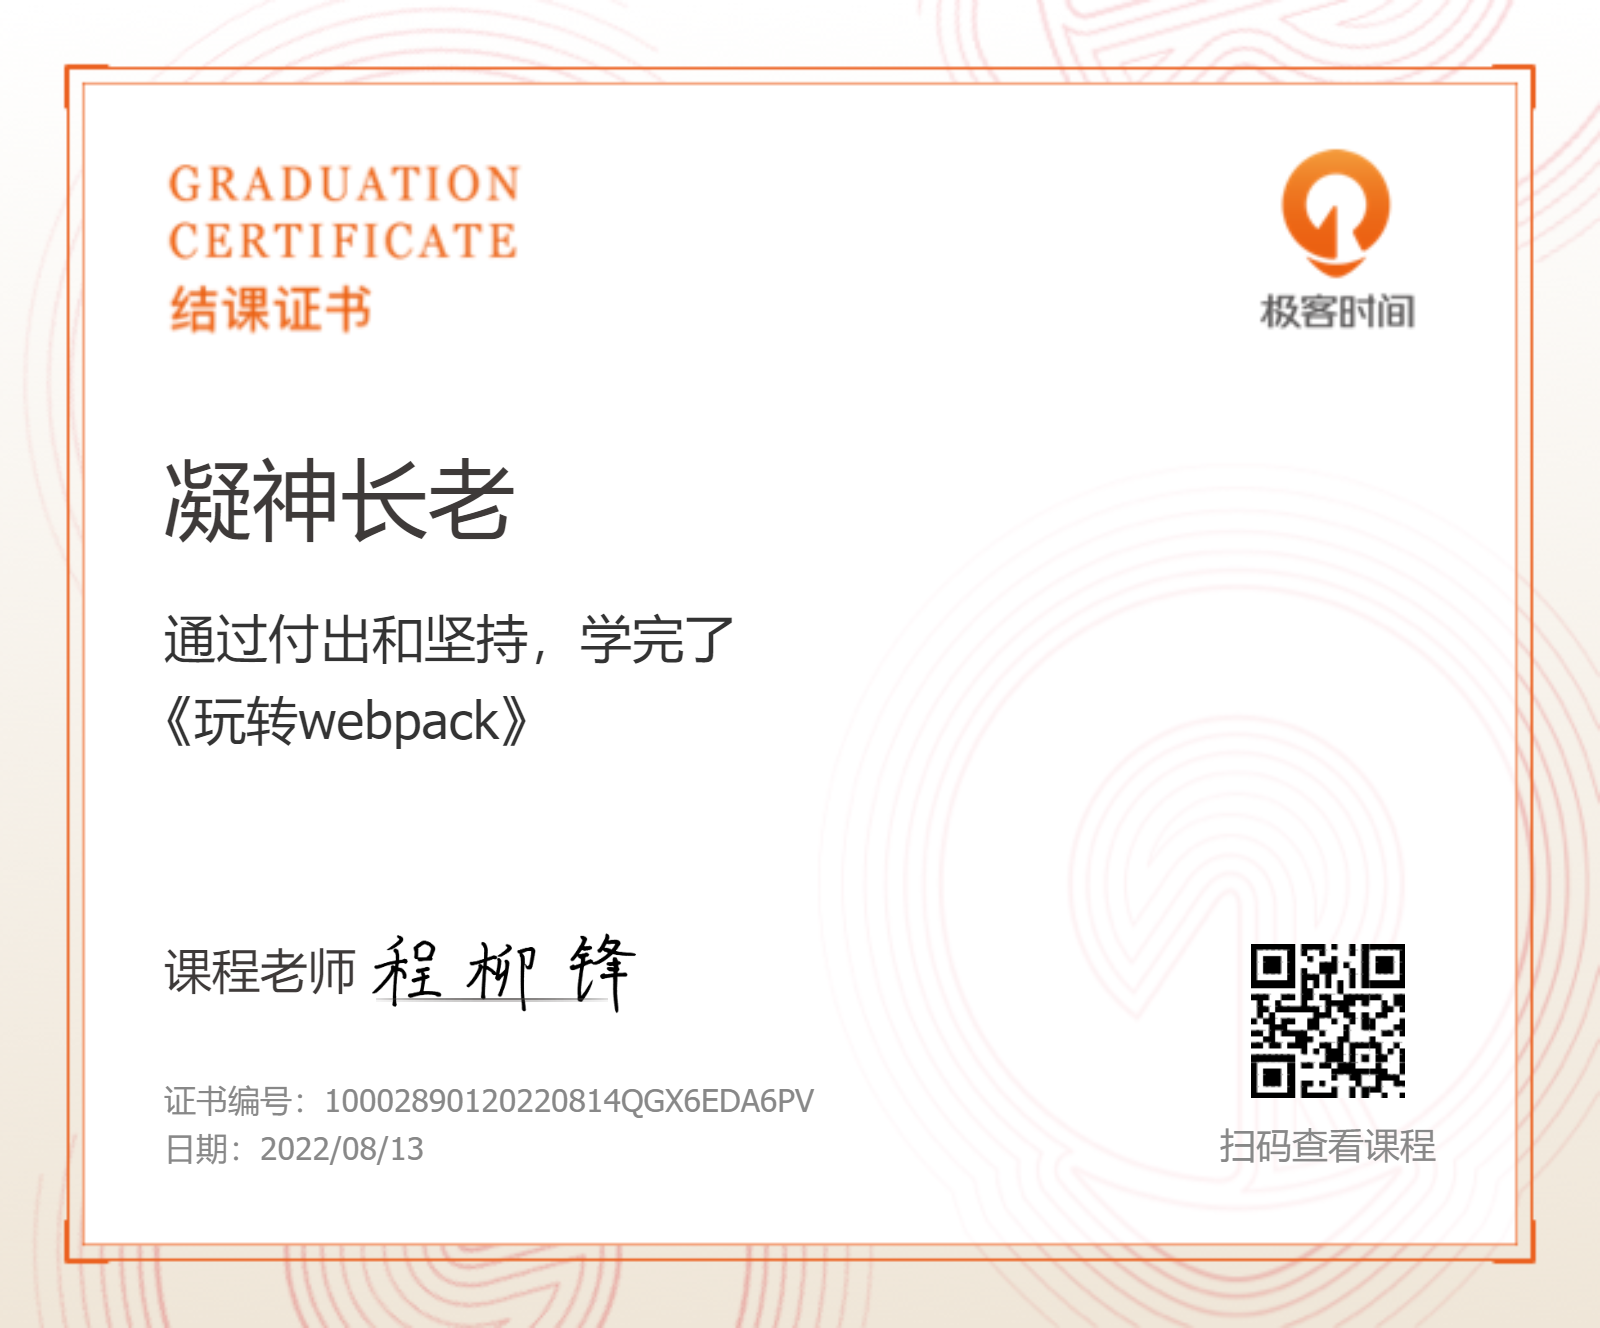 GRADUATION
CERTIFICATE
结课证书
极客时间
凝神长老
通过付出和坚持，学完了
《玩转webpack》
课程老师 程柳锋
证书编号：10002890120220814QGX6EDA6PV
日期：2022/08/13
扫码查看课程